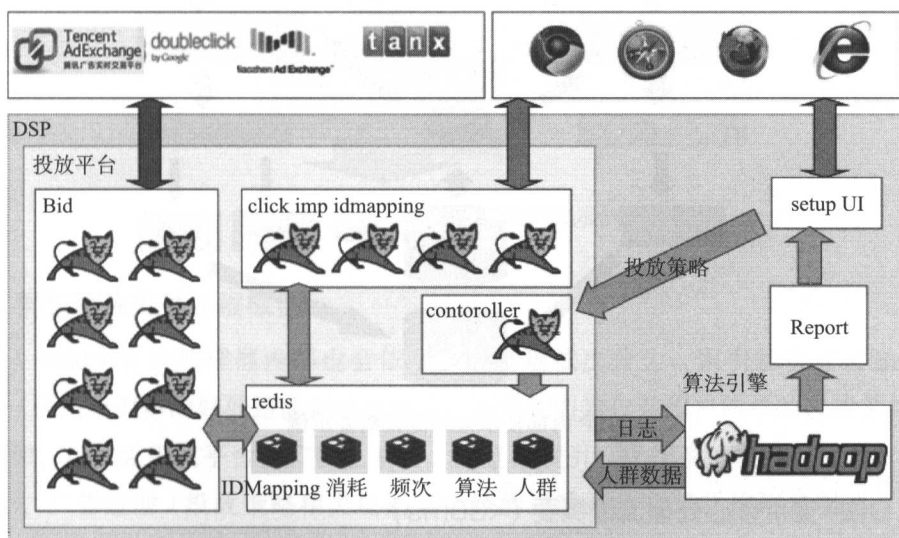 Tencent
AdExchange
腾讯广告实时交易平台
doubleclick
by Google
tiaozhen Ad Exchange™
tanx
DSP
投放平台
Bid
click imp idmapping
setup UI
投放策略
contoroller
Report
算法引擎
redis
日志
hadoop
人群数据
IDMapping 消耗 频次 算法 人群